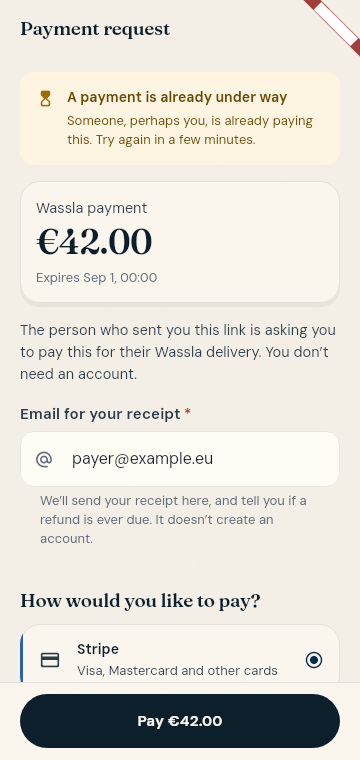 Payment request
A payment is already under way
Someone, perhaps you, is already paying
this. Try again in a few minutes.
Wassla payment
€42.00
Expires Sep 1, 00:00
The person who sent you this link is asking you
to pay this for their Wassla delivery. You don’t
need an account.
Email for your receipt *
payer@example.eu
We’ll send your receipt here, and tell you if a
refund is ever due. It doesn’t create an
account.
How would you like to pay?
Stripe
Visa, Mastercard and other cards
Pay €42.00